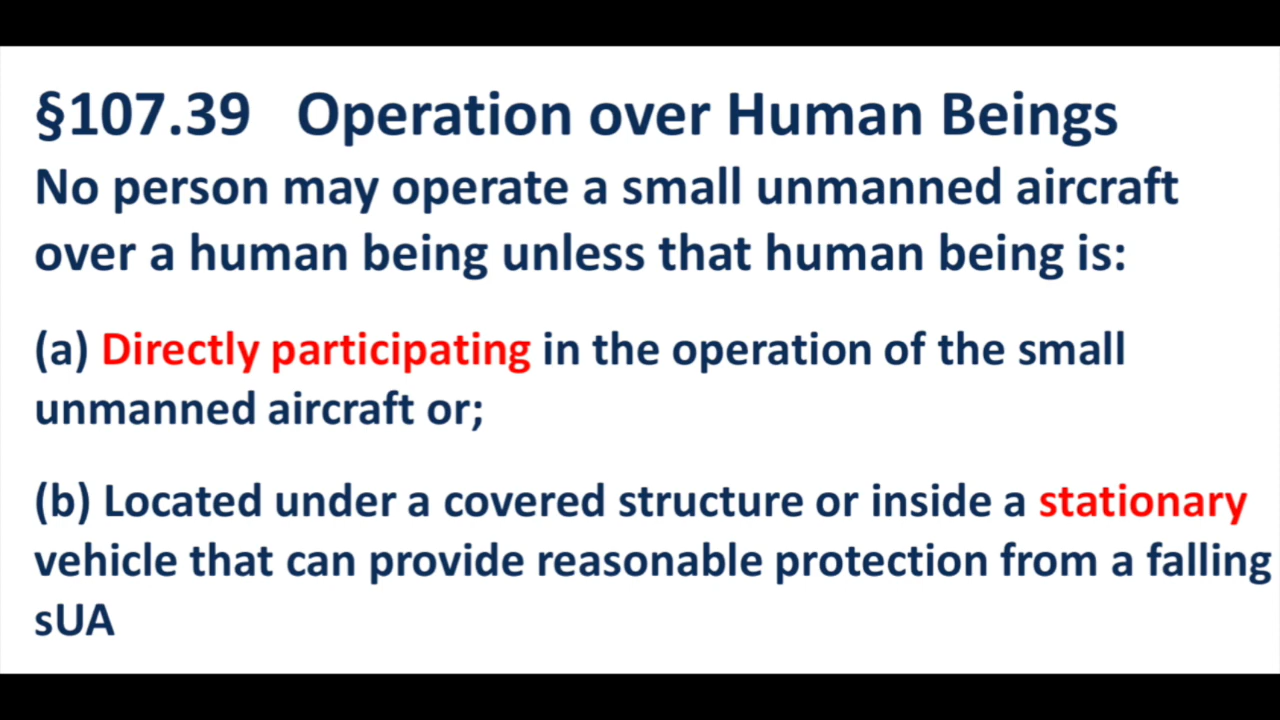 §107.39 Operation over Human Beings
No person may operate a small unmanned aircraft
over a human being unless that human being is:
(a) Directly participating in the operation of the small
unmanned aircraft or;
(b) Located under a covered structure or inside a stationary
vehicle that can provide reasonable protection from a falling
sUA